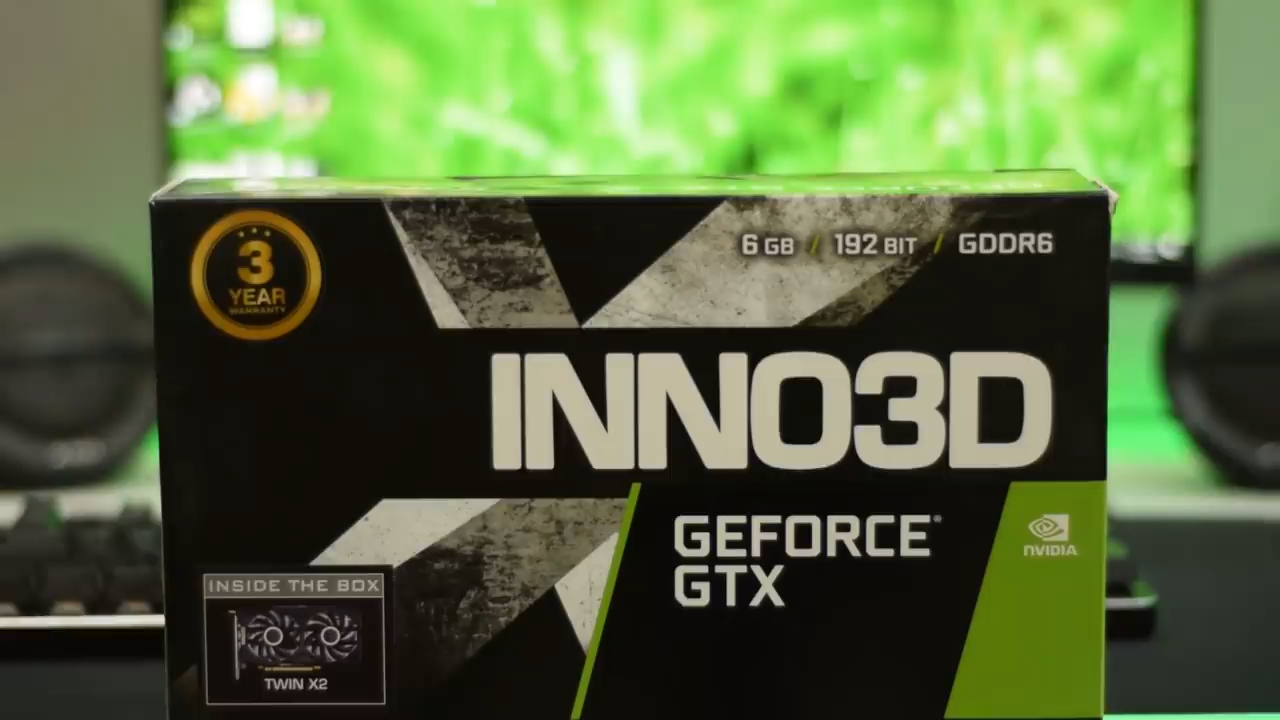 3
YEAR
WARRANTY
6 GB / 192 BIT / GDDR6
INNO3D
GEFORCE®
GTX
NVIDIA
INSIDE THE BOX
TWIN X2